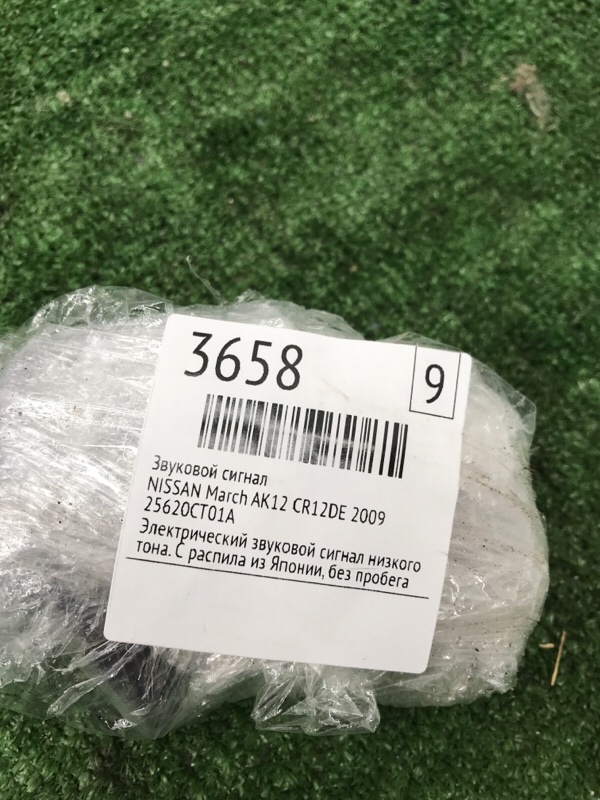 3658
9
Звуковой сигнал
NISSAN March AK12 CR12DE 2009
25620CT01A
Электрический звуковой сигнал низкого
тона. С распила из Японии, без пробега